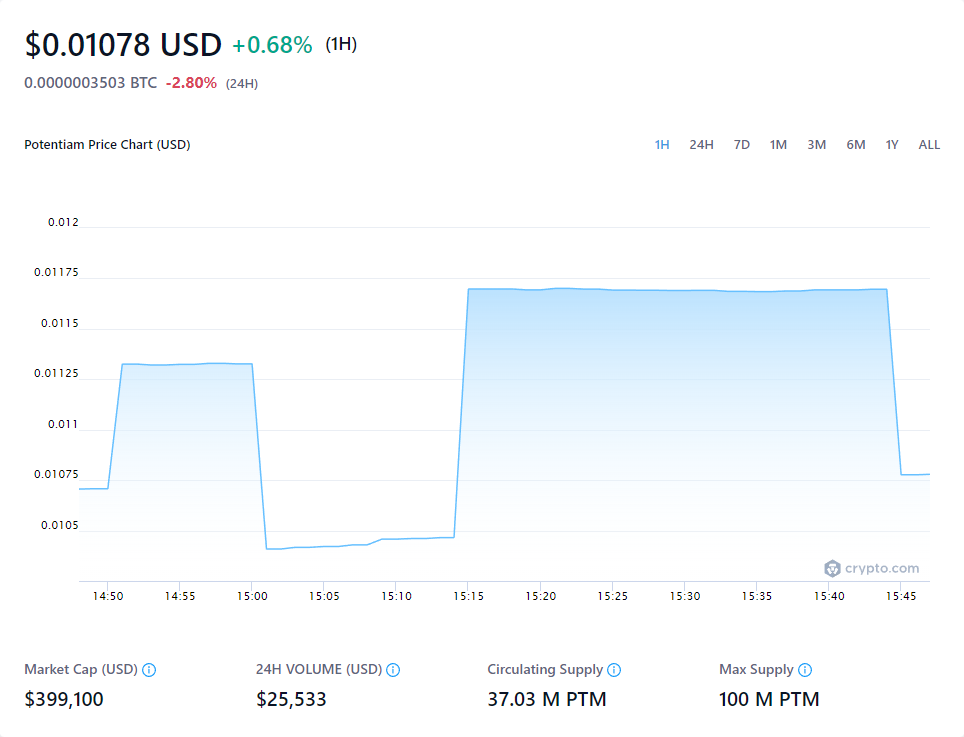 $0.01078 USD +0.68% (1H)
0.0000003503 BTC -2.80% (24H)
Potentiam Price Chart (USD) 1H 24H 7D 1M 3M 6M 1Y ALL
0.012
0.01175
0.0115
0.01125
0.011
0.01075
0.0105
crypto.com
14:50 14:55 15:00 15:05 15:10 15:15 15:20 15:25 15:30 15:35 15:40 15:45
Market Cap (USD) 24H VOLUME (USD) Circulating Supply Max Supply
$399,100 $25,533 37.03 M PTM 100 M PTM